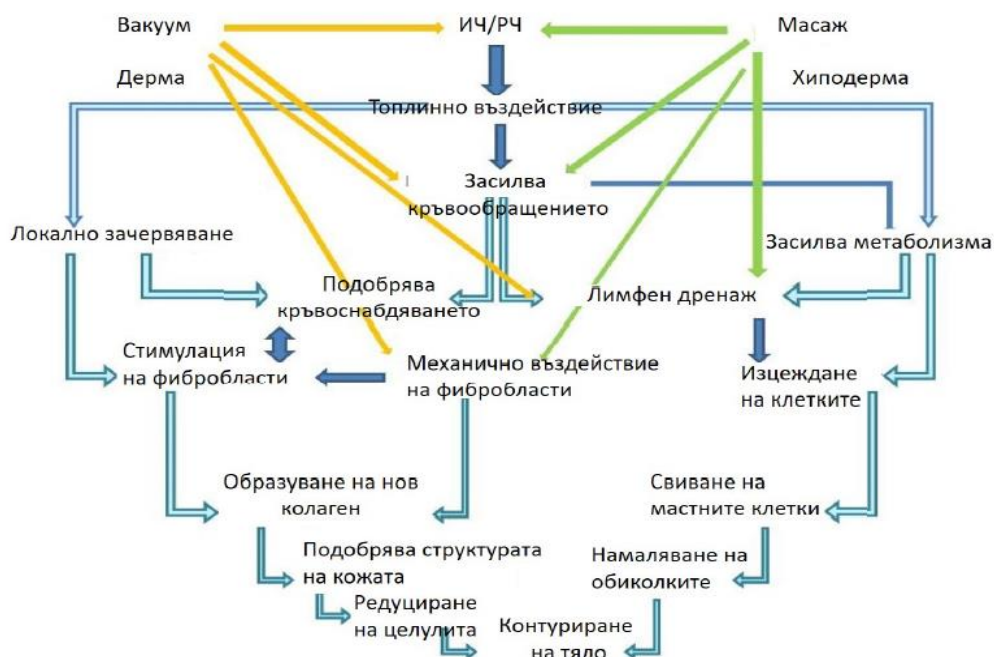 Вакуум
ИЧ/РЧ
Масаж
Дерма
Хиподерма
Топлинно въздействие
Засилва
кръвообращението
Локално зачервяване
Засилва метаболизма
Подобрява
кръвоснабдяването
Лимфен дренаж
Стимулация
на фибробласти
Механично въздействие
на фибробласти
Изцеждане
на клетките
Образуване на нов
колаген
Свиване на
мастните клетки
Подобрява структурата
на кожата
Намаляване на
обиколките
Редуциране
на целулита
Контуриране
на тяло